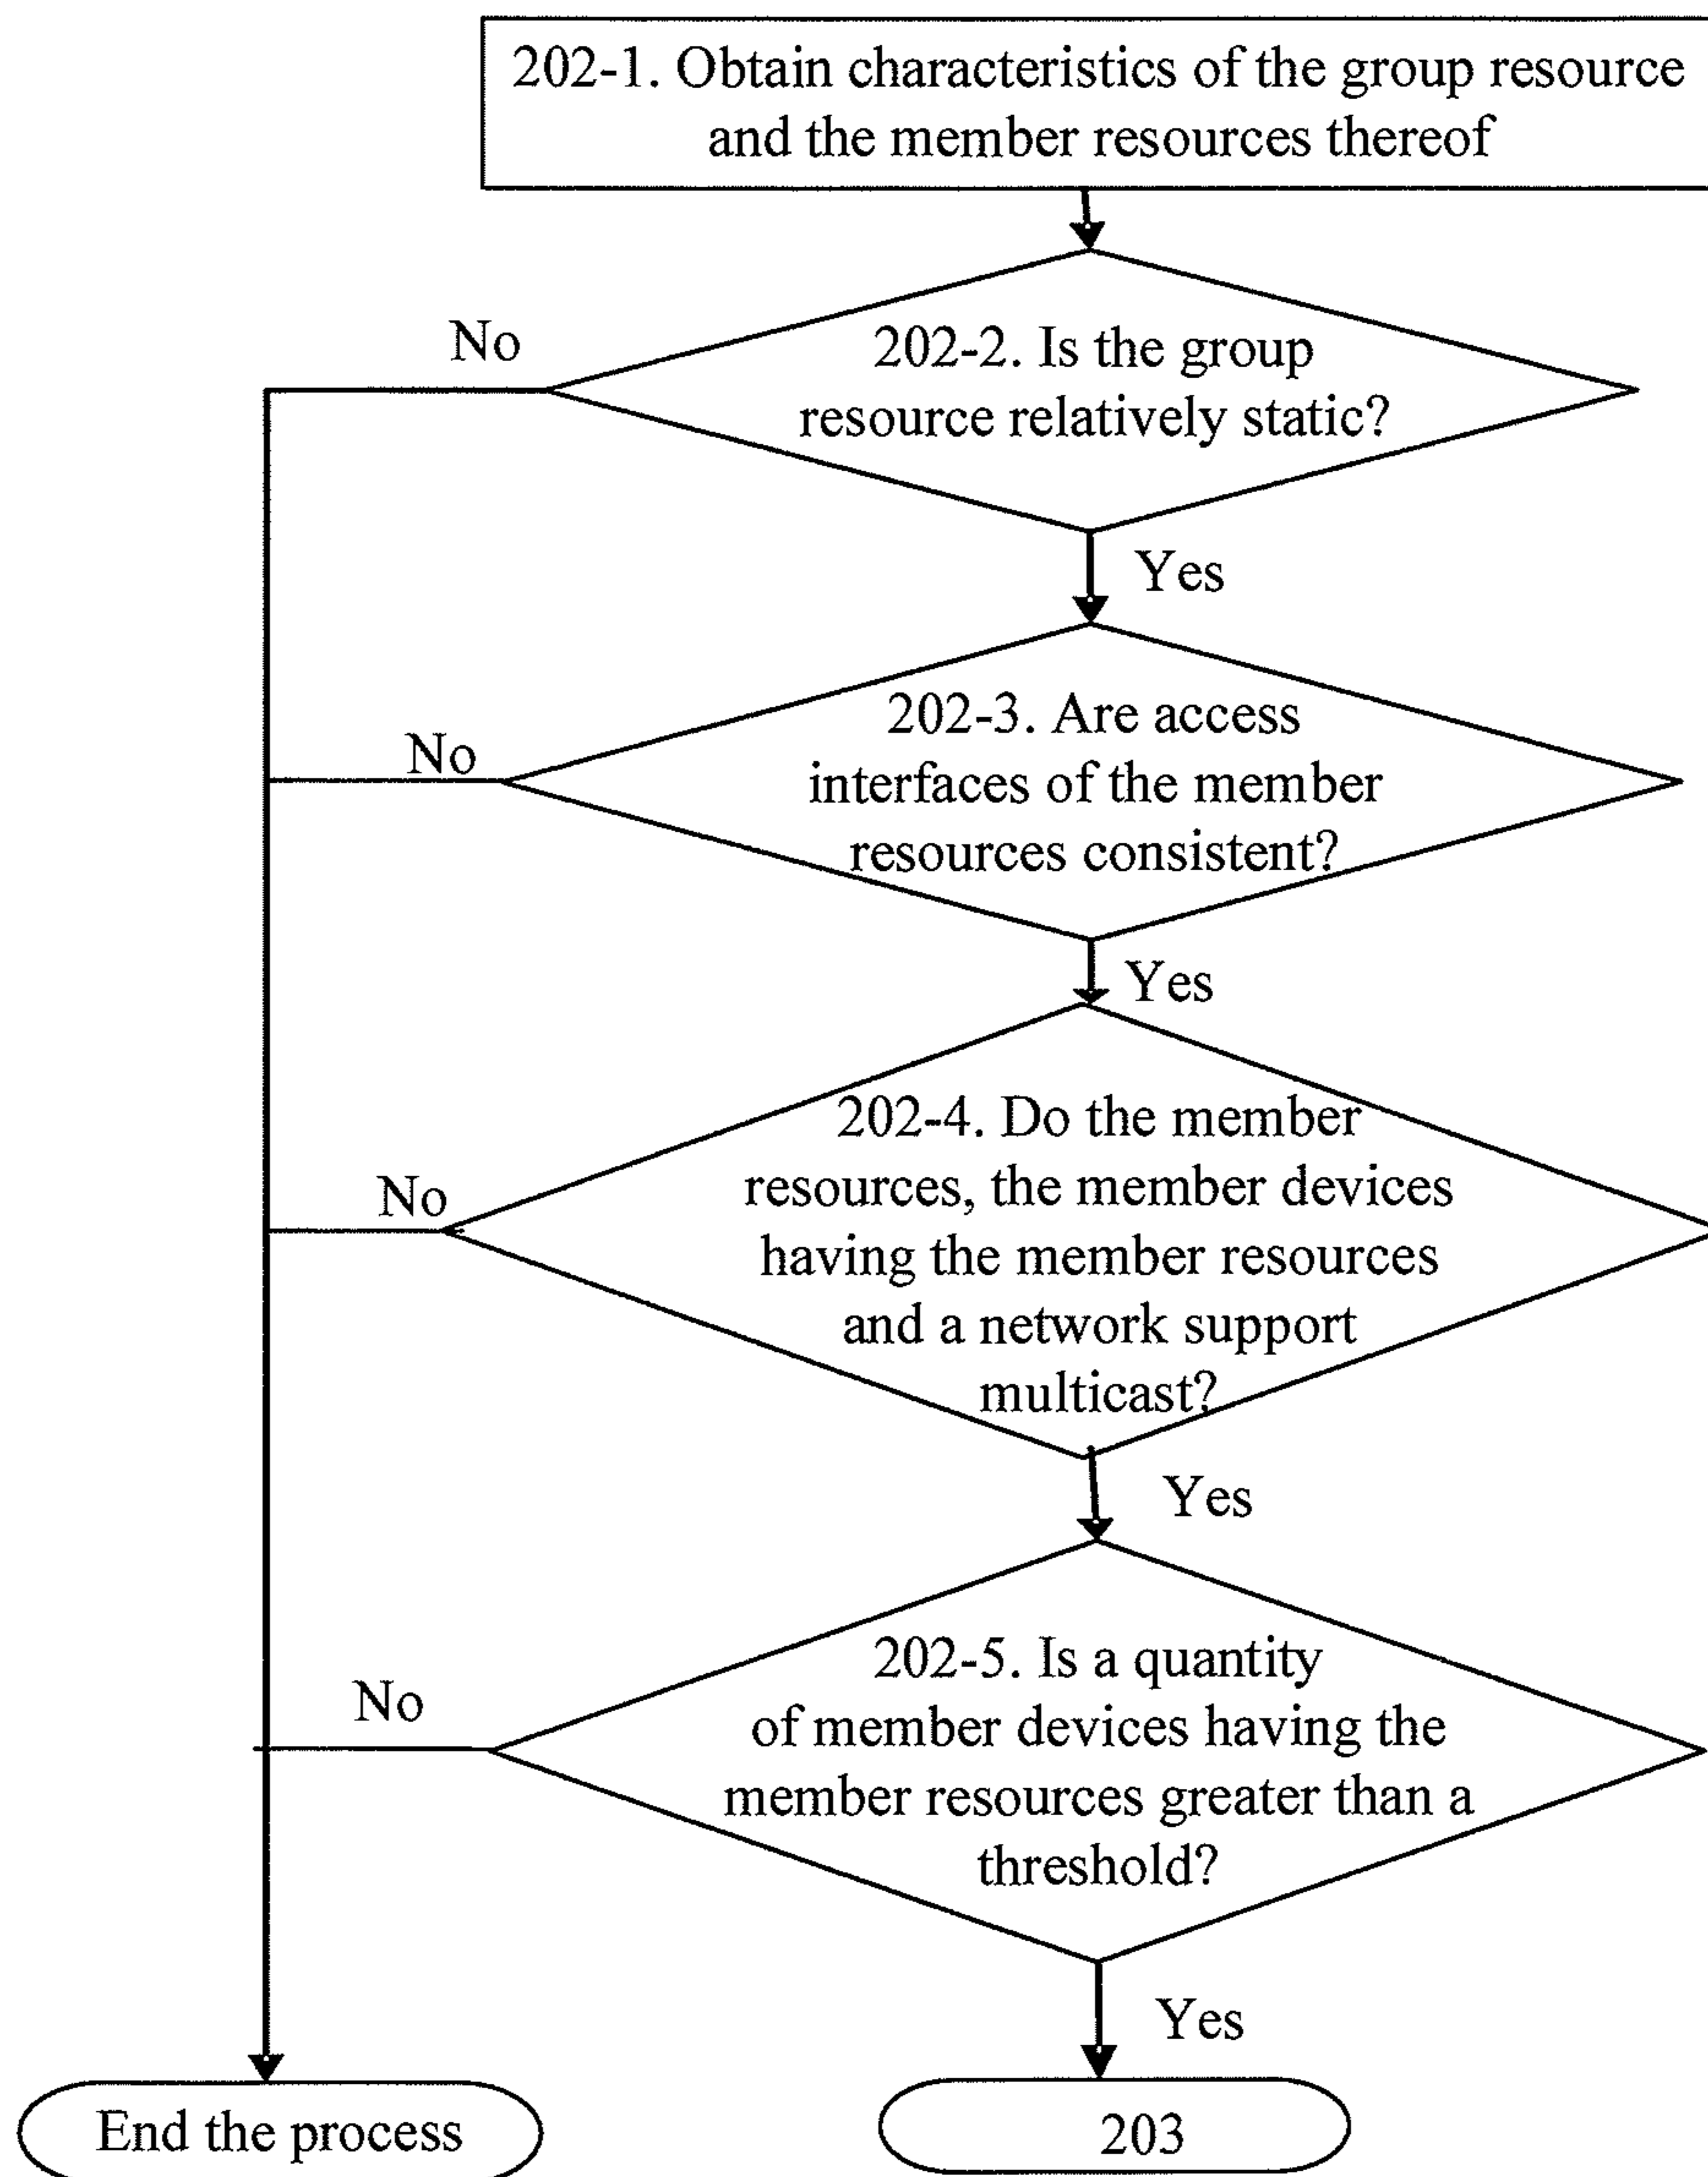 202-1. Obtain characteristics of the group resource
and the member resources thereof
No
202-2. Is the group
resource relatively static?
Yes
202-3. Are access
interfaces of the member
resources consistent?
No
Yes
202-4. Do the member
resources, the member devices
having the member resources
and a network support
multicast?
No
Yes
202-5. Is a quantity
of member devices having the
member resources greater than a
threshold?
No
Yes
End the process
203